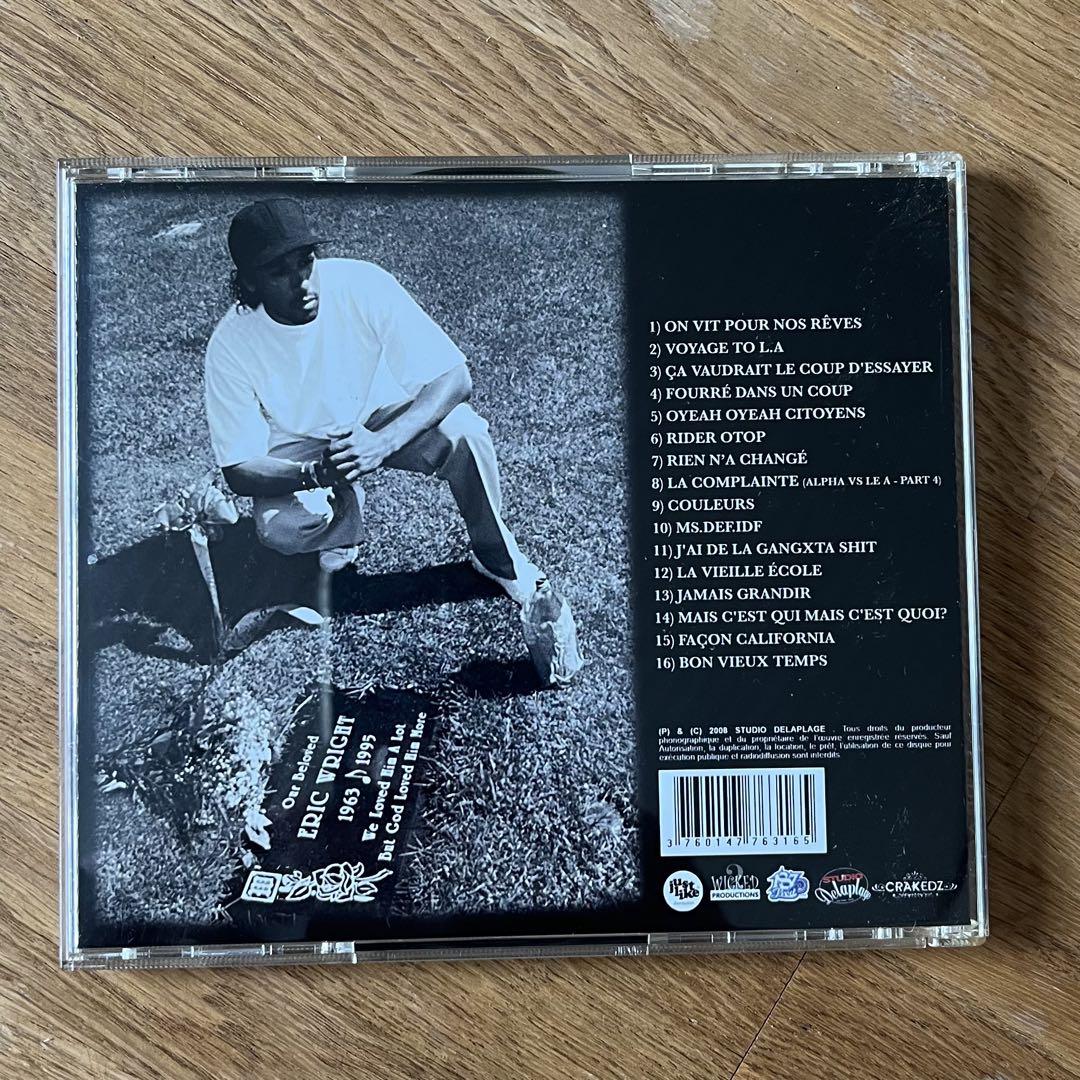 1) ON VIT POUR NOS RÊVES
2) VOYAGE TO L.A
3) ÇA VAUDRAIT LE COUP D'ESSAYER
4) FOURRÉ DANS UN COUP
5) OYEAH OYEAH CITOYENS
6) RIDER OTOP
7) RIEN N'A CHANGÉ
8) LA COMPLAINTE (ALPHA VS LE A - PART 4)
9) COULEURS
10) MS.DEF.IDF
11) J'AI DE LA GANGXTA SHIT
12) LA VIEILLE ÉCOLE
13) JAMAIS GRANDIR
14) MAIS C'EST QUI MAIS C'EST QUOI?
15) FAÇON CALIFORNIA
16) BON VIEUX TEMPS
(P) & (C) 2008 STUDIO DELAPLAGE - Tous droits du producteur
phonographique et du propriétaire de l'œuvre enregistrée réservés. Sauf
Autorisation, la duplication, la location, le prêt, l'utilisation de ce disque pour
exécution publique et radiodiffusion sont interdits
3 760147 763165
just
like
WICKED
PRODUCTIONS
STUDIO
Delaplage
CRAKEDZ
Our Beloved
ERIC WRIGHT
1963 1995
We Loved Him A Lot
But God Loved Him More